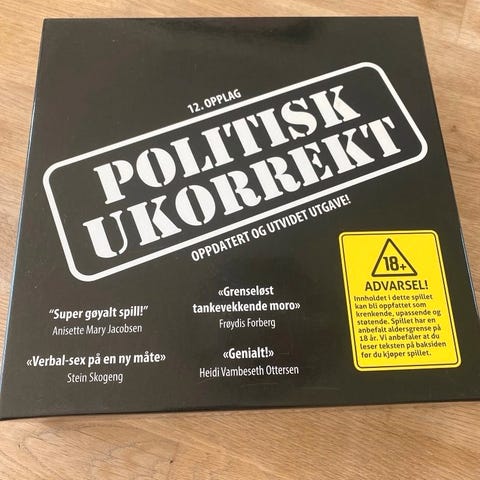 12. OPPLAG
POLITISK
UKORREKT
OPPDATERT OG UTVIDET UTGAVE!
“Super gøyalt spill!”
Anisette Mary Jacobsen
«Grenseløst
tankevekkende moro»
Frøydis Forberg
«Verbal-sex på en ny måte»
Stein Skogeng
«Genialt!»
Heidi Vambeseth Ottersen
18+
ADVARSEL!
Innholdet i dette spillet
kan bli oppfattet som
krenkende, upassende og
støtende. Spillet har en
anbefalt aldersgrense på
18 år. Vi anbefaler at du
leser teksten på baksiden
før du kjøper spillet.